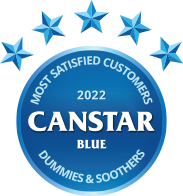 MOST SATISFIED CUSTOMERS
2022
CANSTAR
BLUE
DUMMIES & SOOTHERS